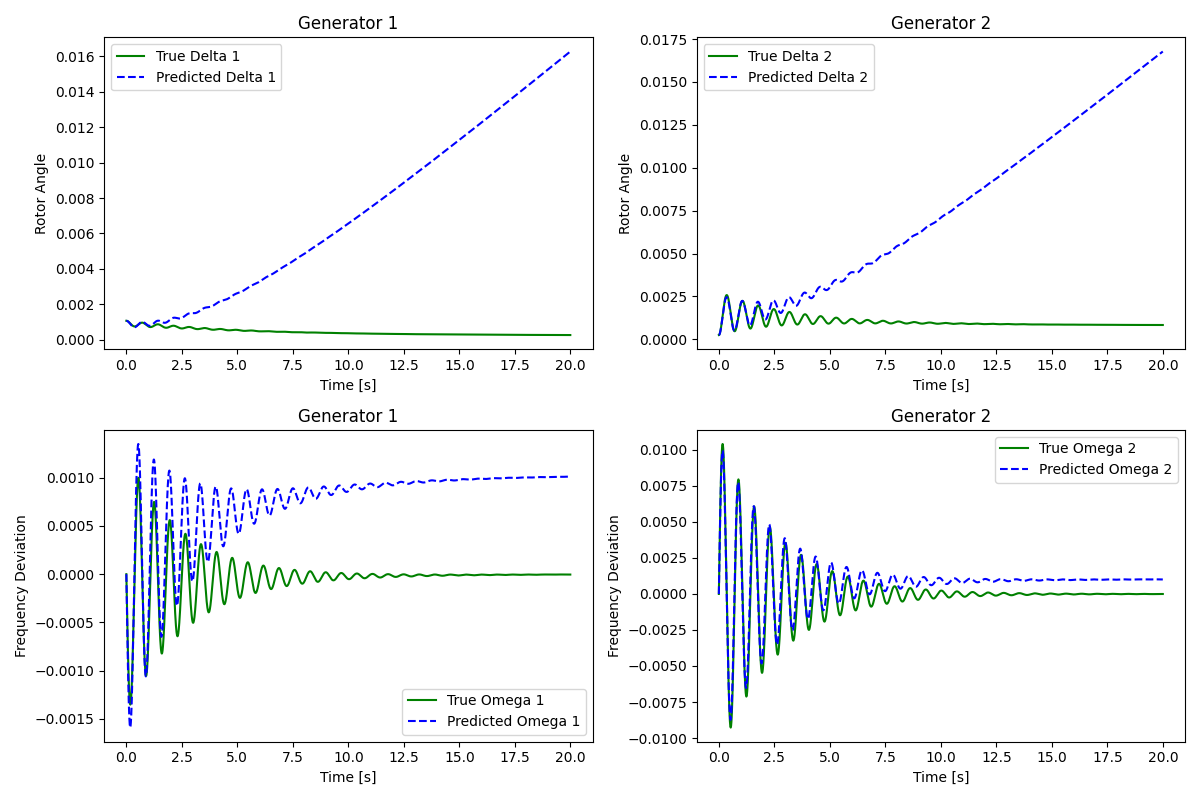 Generator 1
True Delta 1
Predicted Delta 1
0.016
0.014
0.012
0.010
0.008
0.006
0.004
0.002
0.000
Rotor Angle
0.0 2.5 5.0 7.5 10.0 12.5 15.0 17.5 20.0
Time [s]
Generator 2
True Delta 2
Predicted Delta 2
0.0175
0.0150
0.0125
0.0100
0.0075
0.0050
0.0025
0.0000
Rotor Angle
0.0 2.5 5.0 7.5 10.0 12.5 15.0 17.5 20.0
Time [s]
Generator 1
0.0010
0.0005
0.0000
−0.0005
−0.0010
−0.0015
Frequency Deviation
True Omega 1
Predicted Omega 1
0.0 2.5 5.0 7.5 10.0 12.5 15.0 17.5 20.0
Time [s]
Generator 2
True Omega 2
Predicted Omega 2
0.0100
0.0075
0.0050
0.0025
0.0000
−0.0025
−0.0050
−0.0075
−0.0100
Frequency Deviation
0.0 2.5 5.0 7.5 10.0 12.5 15.0 17.5 20.0
Time [s]